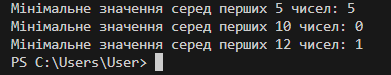 Мінімальне значення серед перших 5 чисел: 5
Мінімальне значення серед перших 10 чисел: 0
Мінімальне значення серед перших 12 чисел: 1
PS C:\Users\User>